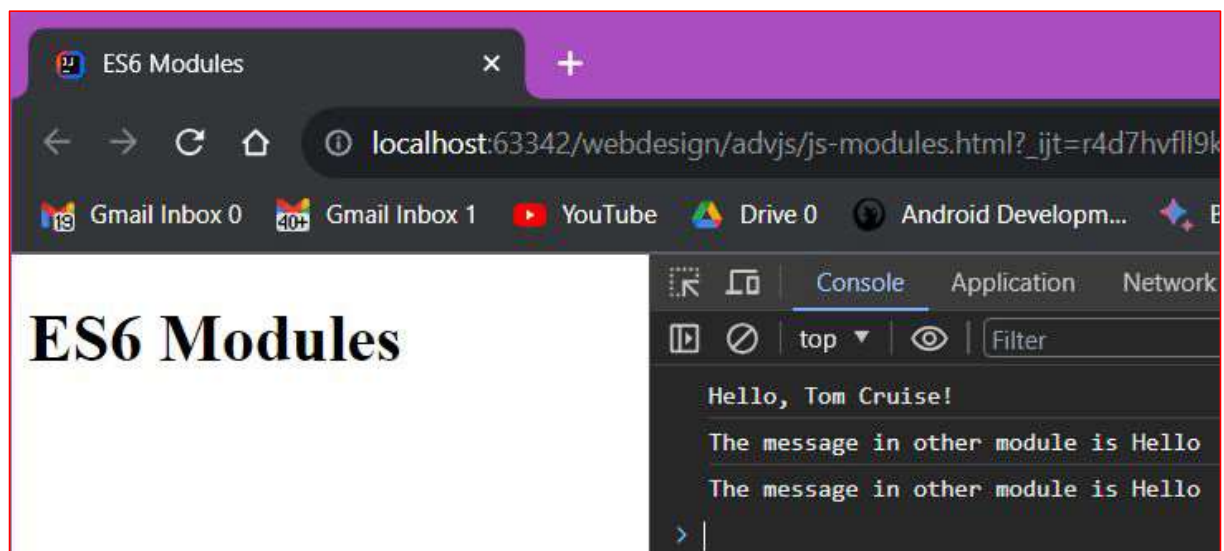 ES6 Modules
localhost:63342/webdesign/advjs/js-modules.html?_ijt=r4d7hvfll9k
19 Gmail Inbox 0 40+ Gmail Inbox 1 YouTube Drive 0 Android Developm...
Console Application Network
ES6 Modules
top Filter
Hello, Tom Cruise!
The message in other module is Hello
The message in other module is Hello
>